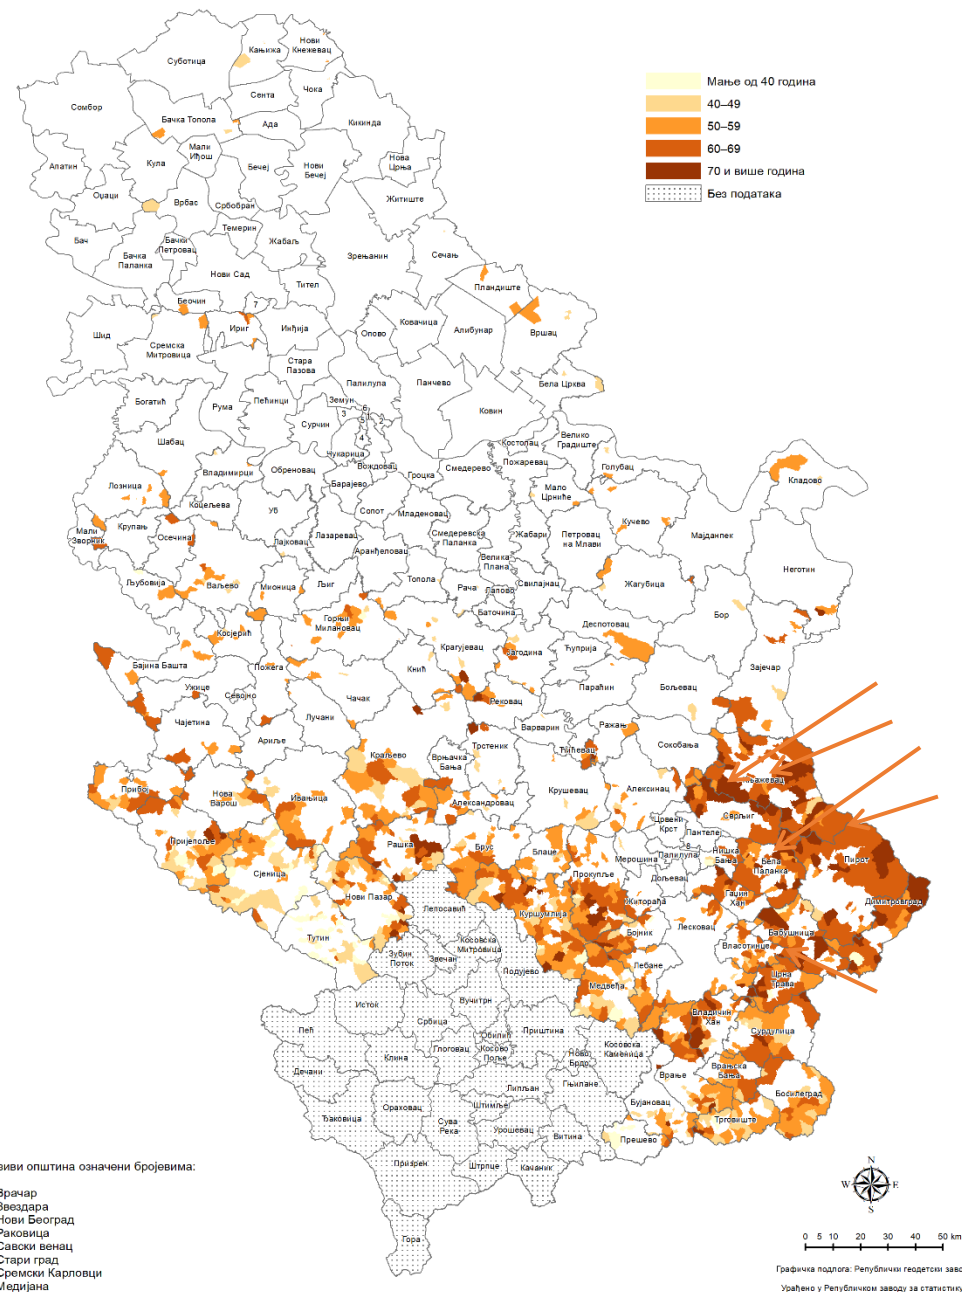 Нови
Кнежевац
Кањижа
Суботица
Чока
Сента
Сомбор
Бачка Топола
Ада
Кикинда
Мали
Иђош
Нова
Црња
Апатин
Кула
Бечеј
Нови
Бечеј
Оџаци
Врбас
Србобран
Житиште
Темерин
Бач
Бачки
Петровац
Жабаљ
Бачка
Паланка
Зрењанин
Сечањ
Нови Сад
Тител
Пландиште
Беочин
7
Шид
Ириг
Инђија
Опово
Ковачица
Алибунар
Вршац
Сремска
Митровица
Стара
Пазова
Палилула
Панчево
Бела Црква
Богатић
Рума
Пећинци
Земун
6
3
1
2
5
4
Сурчин
Ковин
Шабац
Чукарица
Вождовац
Костолац
Велико
Градиште
Гроцка
Смедерево
Пожаревац
Голубац
Кладово
Владимирци
Обреновац
Барајево
Лозница
Мало
Црниће
Коцељева
Уб
Сопот
Младеновац
Кучево
Мали
Зворник
Крупањ
Осечина
Лазаревац
Смедеревска
Паланка
Жабари
Петровац
на Млави
Мајданпек
Лајковац
Аранђеловац
Велика
Плана
Неготин
Љубовија
Ваљево
Мионица
Љиг
Топола
Рача
Лапово
Свилајнац
Жагубица
Баточина
Горњи
Милановац
Деспотовац
Бор
Косјерић
Крагујевац
Јагодина
Ћуприја
Бајина Башта
Пожега
Кнић
Зајечар
Ужице
Севојно
Чачак
Рековац
Параћин
Бољевац
Чајетина
Лучани
Варварин
Ражањ
Ариље
Трстеник
Ћићевац
Сокобања
Краљево
Врњачка
Бања
Књажевац
Прибој
Нова
Варош
Ивањица
Крушевац
Алексинац
Александровац
Сврљиг
Црвени
Крст
Пантелеј
Пријепоље
Рашка
Брус
Блаце
Мерошина
8
Палилула
Нишка
Бања
Бела
Паланка
Пирот
Сјеница
Прокупље
Дољевац
Нови Пазар
Гаџин
Хан
Димитровград
Лепосавић
Куршумлија
Житорађа
Лесковац
Тутин
Бојник
Бабушница
Зубин
Поток
Косовска
Митровица
Звечан
Власотинце
Лебане
Подујево
Црна
Трава
Медвеђа
Исток
Вучитрн
Владичин
Хан
Србица
Сурдулица
Пећ
Обилић
Приштина
Глоговац
Косово
Поље
Косовска
Каменица
Клина
Ново
Брдо
Дечани
Врање
Врањска
Бања
Гњилане
Липљан
Босилеград
Ораховац
Штимље
Бујановац
Ђаковица
Сува
Река
Урошевац
Трговиште
Витина
Прешево
Призрен
Штрпце
Качаник
Гора
Мање од 40 година
40–49
50–59
60–69
70 и више година
Без података
зиви општина означени бројевима:
Врачар
Звездара
Нови Београд
Раковица
Савски венац
Стари град
Сремски Карловци
Медијана
N
W
E
S
0 5 10 20 30 40 50 km
Графичка подлога: Републички геодетски заво
Урађено у Републичком заводу за статистику